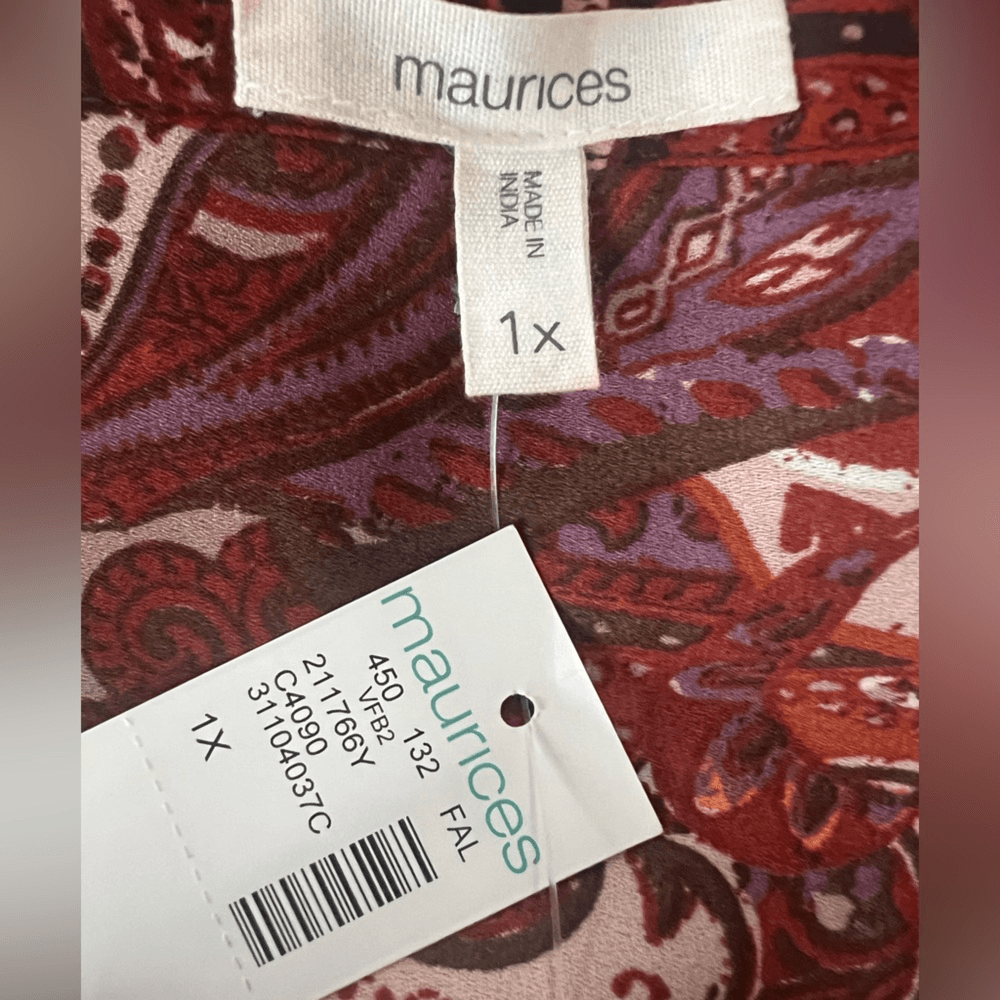 maurices
MADE IN
INDIA
1x
maurices
450 132 FAL
VFB2
211766Y
C4090
31104037C
1X